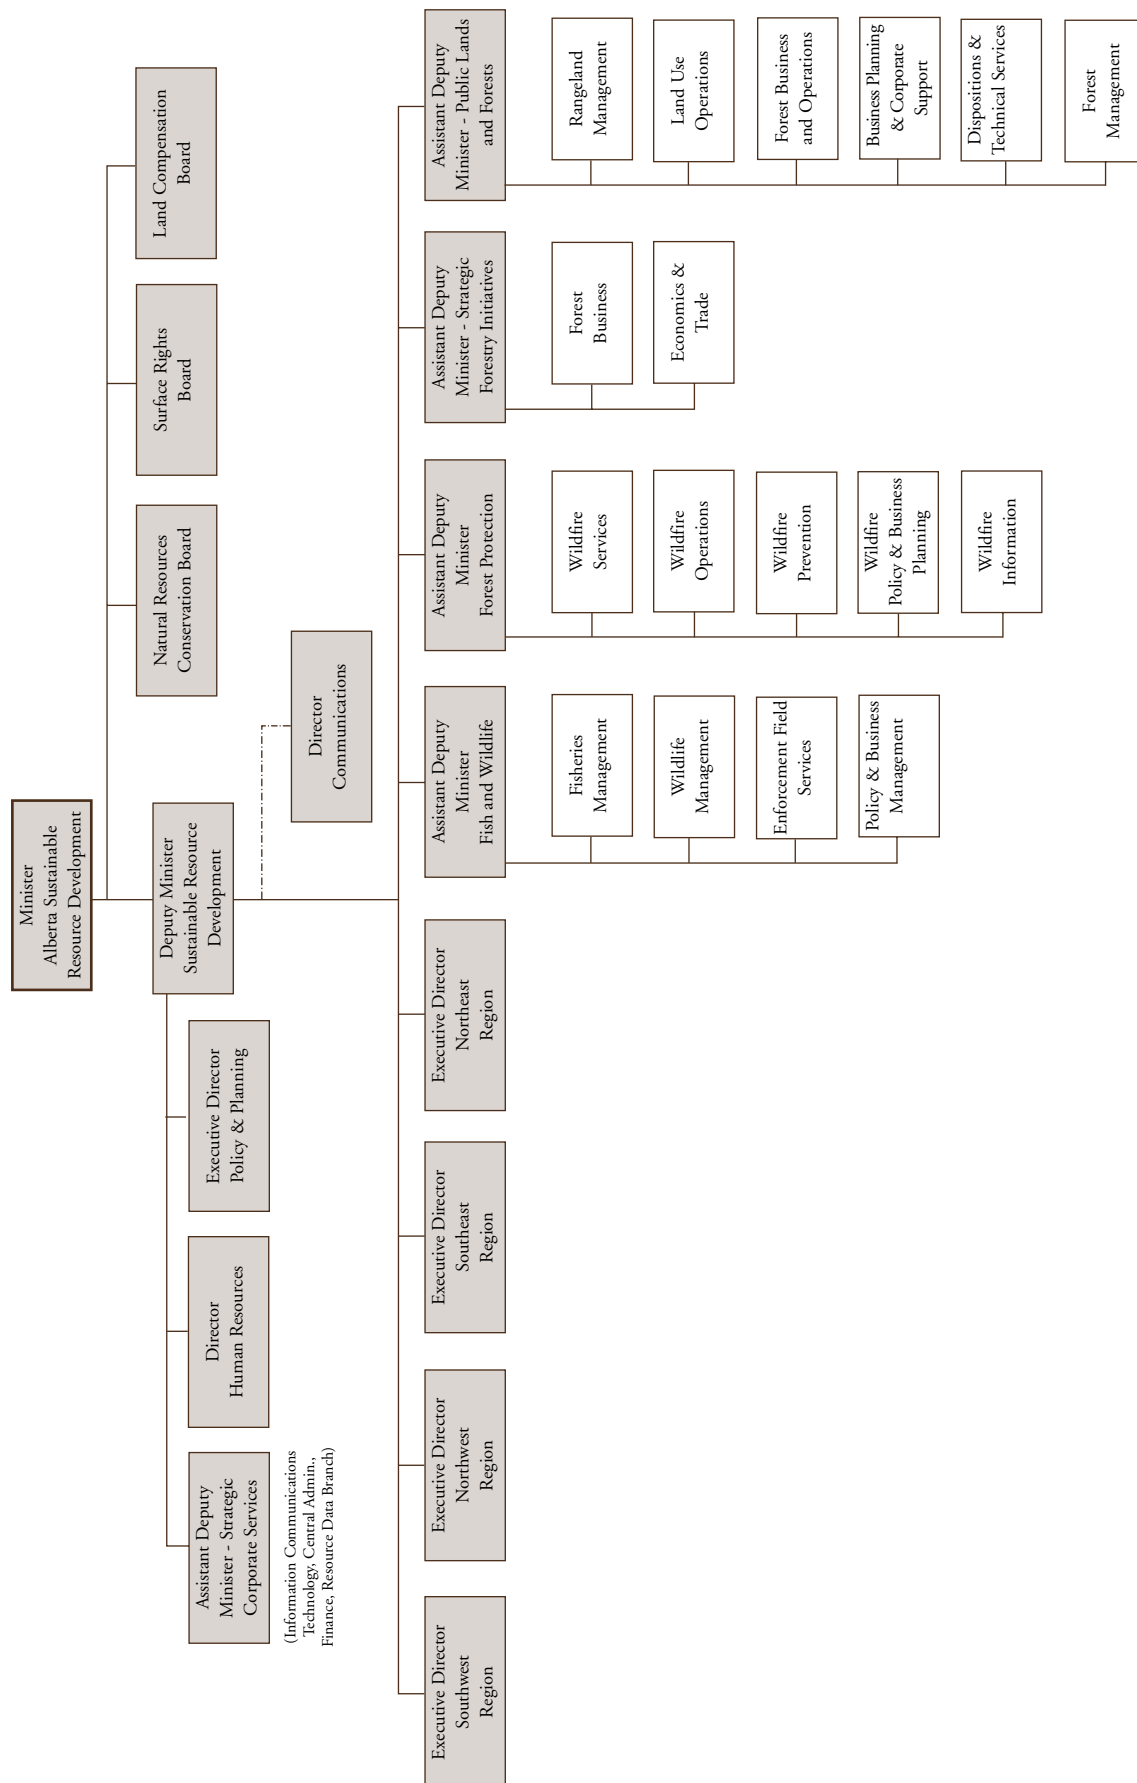 Minister
Alberta Sustainable
Resource Development
Natural Resources
Conservation Board
Surface Rights
Board
Land Compensation
Board
Deputy Minister
Sustainable Resource
Development
Assistant Deputy
Minister - Strategic
Corporate Services
(Information Communications
Technology, Central Admin.,
Finance, Resource Data Branch)
Director
Human Resources
Executive Director
Policy & Planning
Director
Communications
Executive Director
Southwest
Region
Executive Director
Northwest
Region
Executive Director
Southeast
Region
Executive Director
Northeast
Region
Assistant Deputy
Minister
Fish and Wildlife
Fisheries
Management
Wildlife
Management
Enforcement Field
Services
Policy & Business
Management
Assistant Deputy
Minister
Forest Protection
Wildfire
Services
Wildfire
Operations
Wildfire
Prevention
Wildfire
Policy & Business
Planning
Wildfire
Information
Assistant Deputy
Minister - Strategic
Forestry Initiatives
Forest
Business
Economics &
Trade
Assistant Deputy
Minister - Public Lands
and Forests
Rangeland
Management
Land Use
Operations
Forest Business
and Operations
Business Planning
& Corporate
Support
Dispositions &
Technical Services
Forest
Management